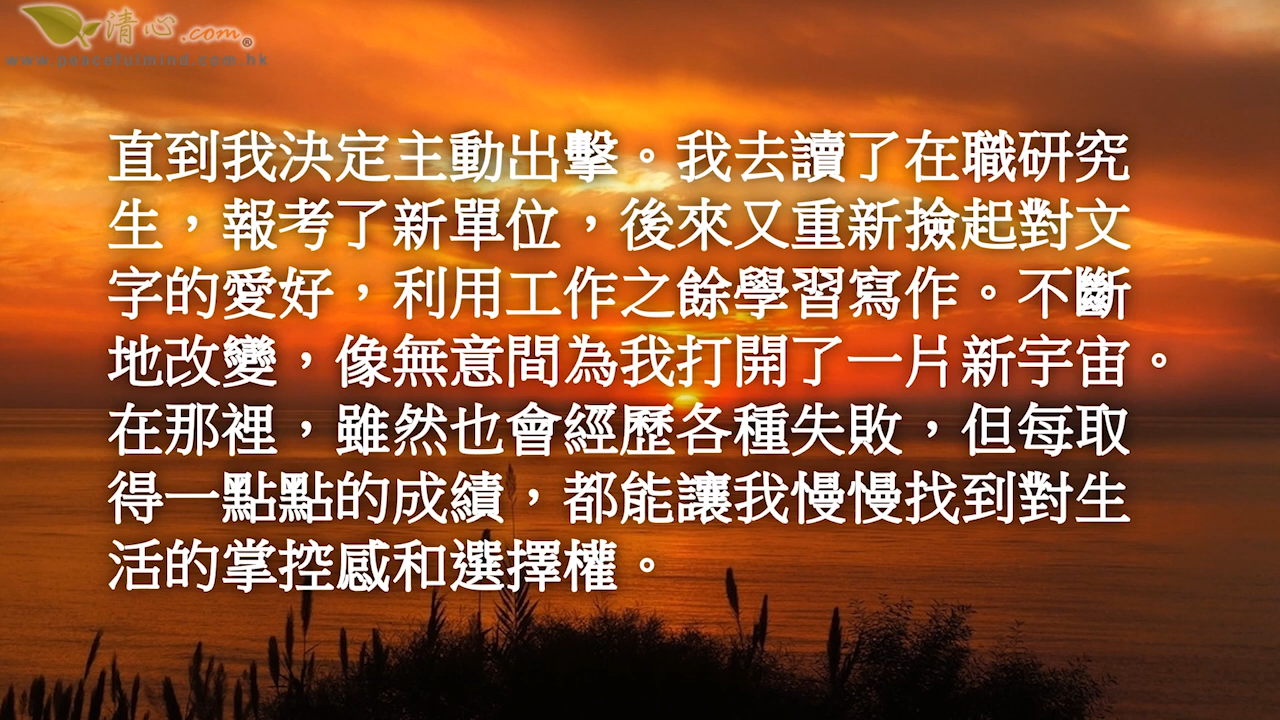 清心.com®
www.peacefulmind.com.hk
直到我決定主動出擊。我去讀了在職研究
生，報考了新單位，後來又重新撿起對文
字的愛好，利用工作之餘學習寫作。不斷
地改變，像無意間為我打開了一片新宇宙。
在那裡，雖然也會經歷各種失敗，但每取
得一點點的成績，都能讓我慢慢找到對生
活的掌控感和選擇權。